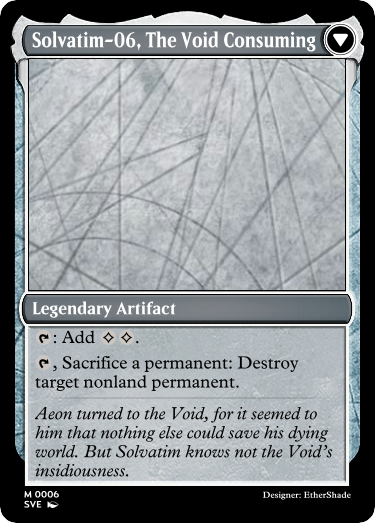 Solvatim-06, The Void Consuming
Legendary Artifact
: Add .
, Sacrifice a permanent: Destroy
target nonland permanent.
Aeon turned to the Void, for it seemed to
him that nothing else could save his dying
world. But Solvatim knows not the Void's
insidiousness.
M 0006
SVE
Designer: EtherShade